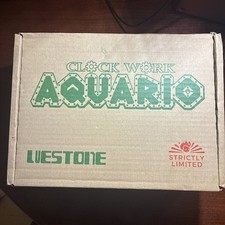 CLOCK WORK
AQUARIO
WESTONE
STRICTLY
LIMITED